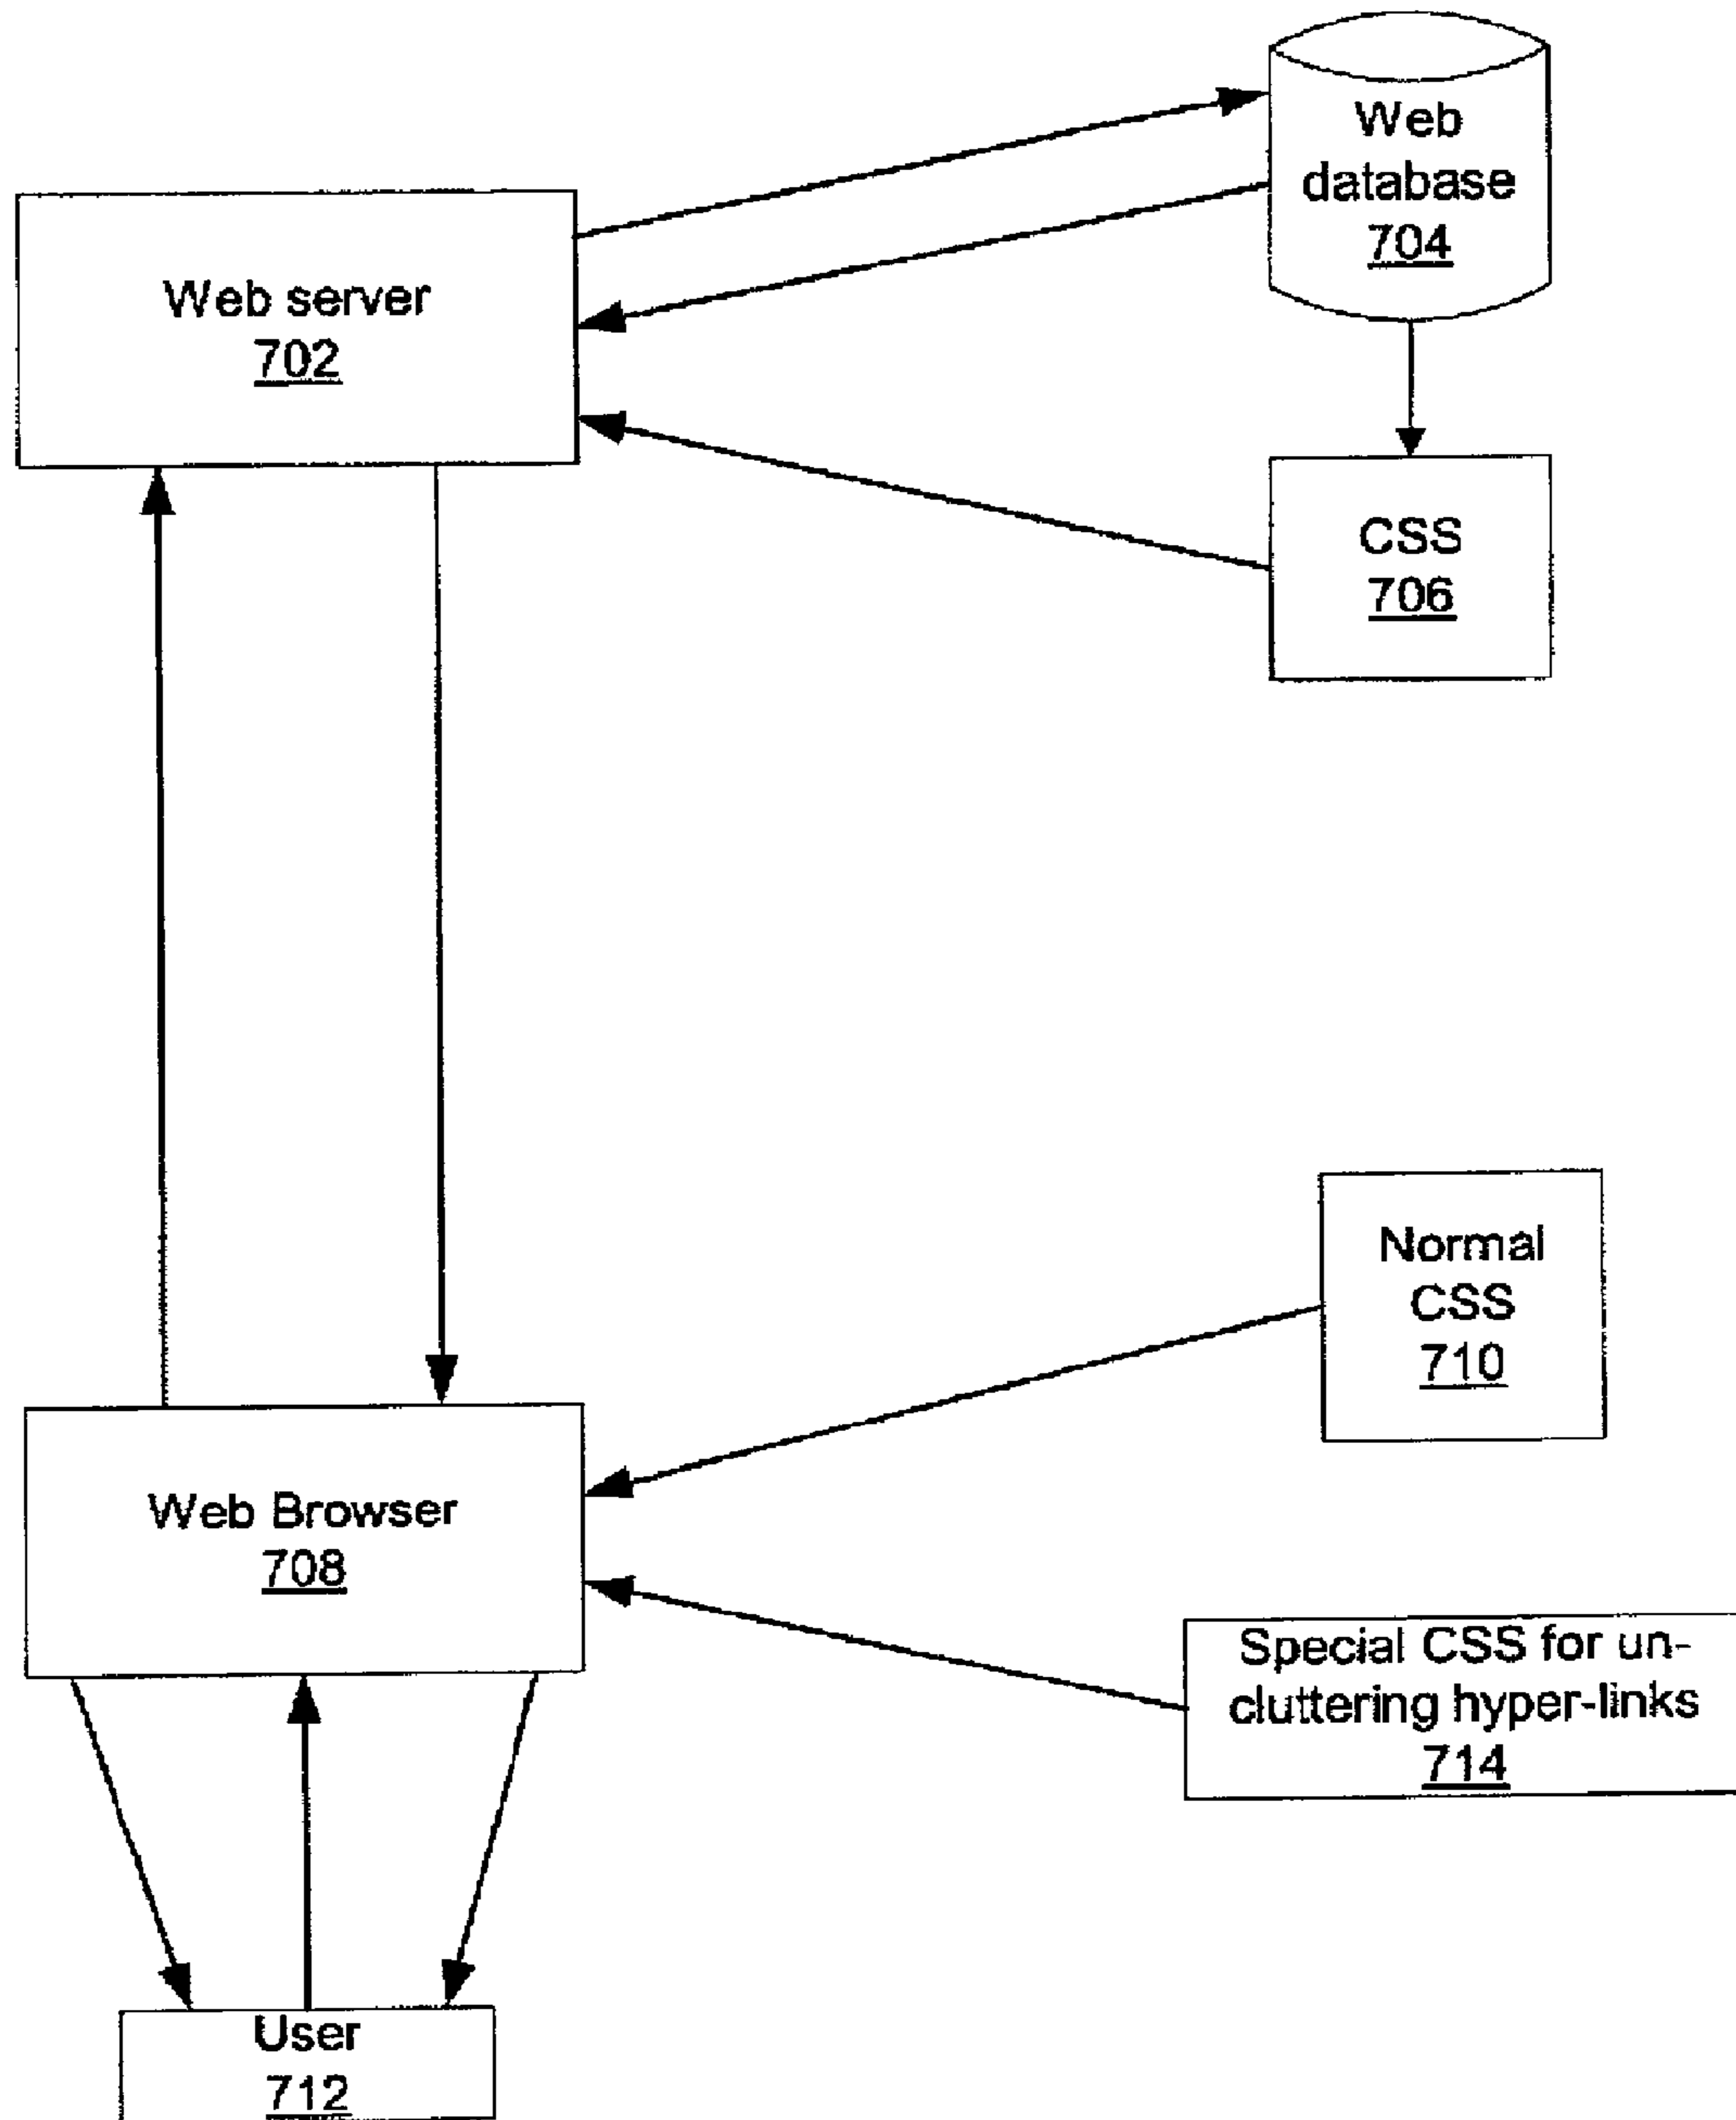 Web
database
704
Web server
702
CSS
706
Normal
CSS
710
Web Browser
708
Special CSS for un-
cluttering hyper-links
714
User
712